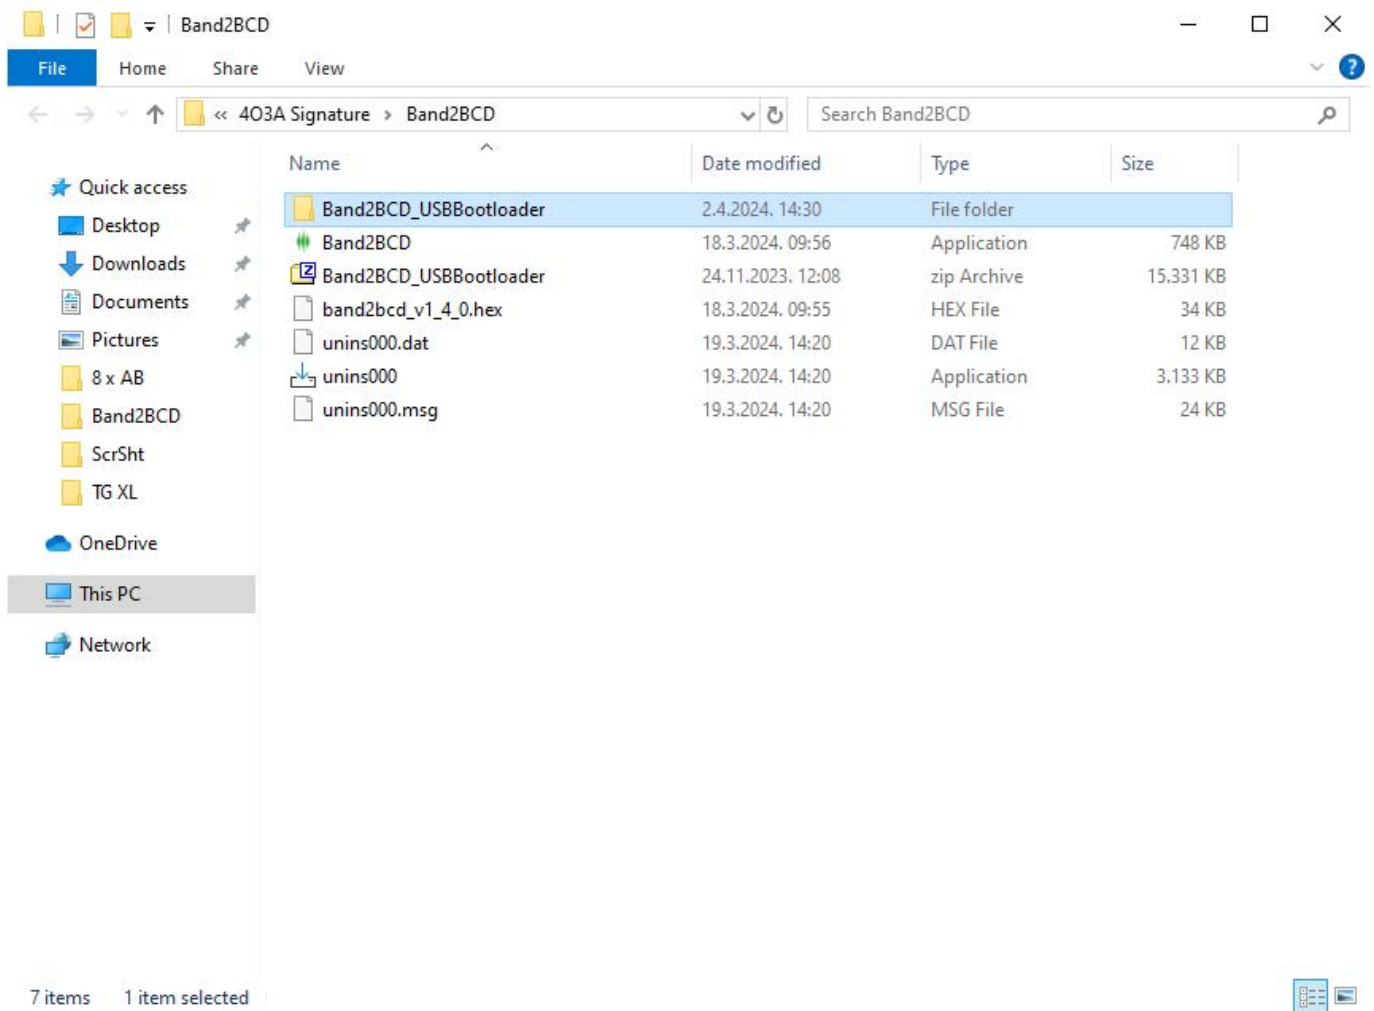 Band2BCD
File Home Share View
« 4O3A Signature > Band2BCD Search Band2BCD
Name Date modified Type Size
Quick access
Desktop
Downloads
Documents
Pictures
8 x AB
Band2BCD
ScrSht
TG XL
OneDrive
This PC
Network
Band2BCD_USBBootloader 2.4.2024. 14:30 File folder
Band2BCD 18.3.2024. 09:56 Application 748 KB
Band2BCD_USBBootloader 24.11.2023. 12:08 zip Archive 15.331 KB
band2bcd_v1_4_0.hex 18.3.2024. 09:55 HEX File 34 KB
unins000.dat 19.3.2024. 14:20 DAT File 12 KB
unins000 19.3.2024. 14:20 Application 3.133 KB
unins000.msg 19.3.2024. 14:20 MSG File 24 KB
7 items 1 item selected